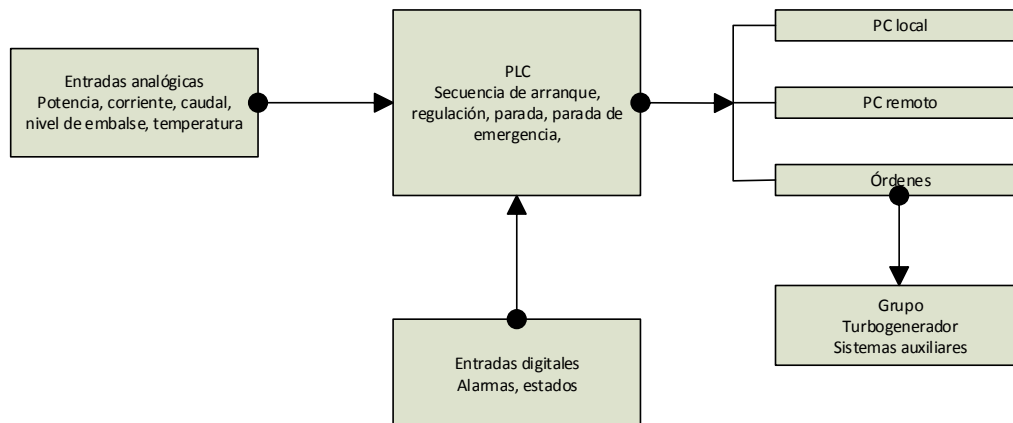 Entradas analógicas
Potencia, corriente, caudal,
nivel de embalse, temperatura
PLC
Secuencia de arranque,
regulación, parada, parada de
emergencia,
PC local
PC remoto
Órdenes
Grupo
Turbogenerador
Sistemas auxiliares
Entradas digitales
Alarmas, estados